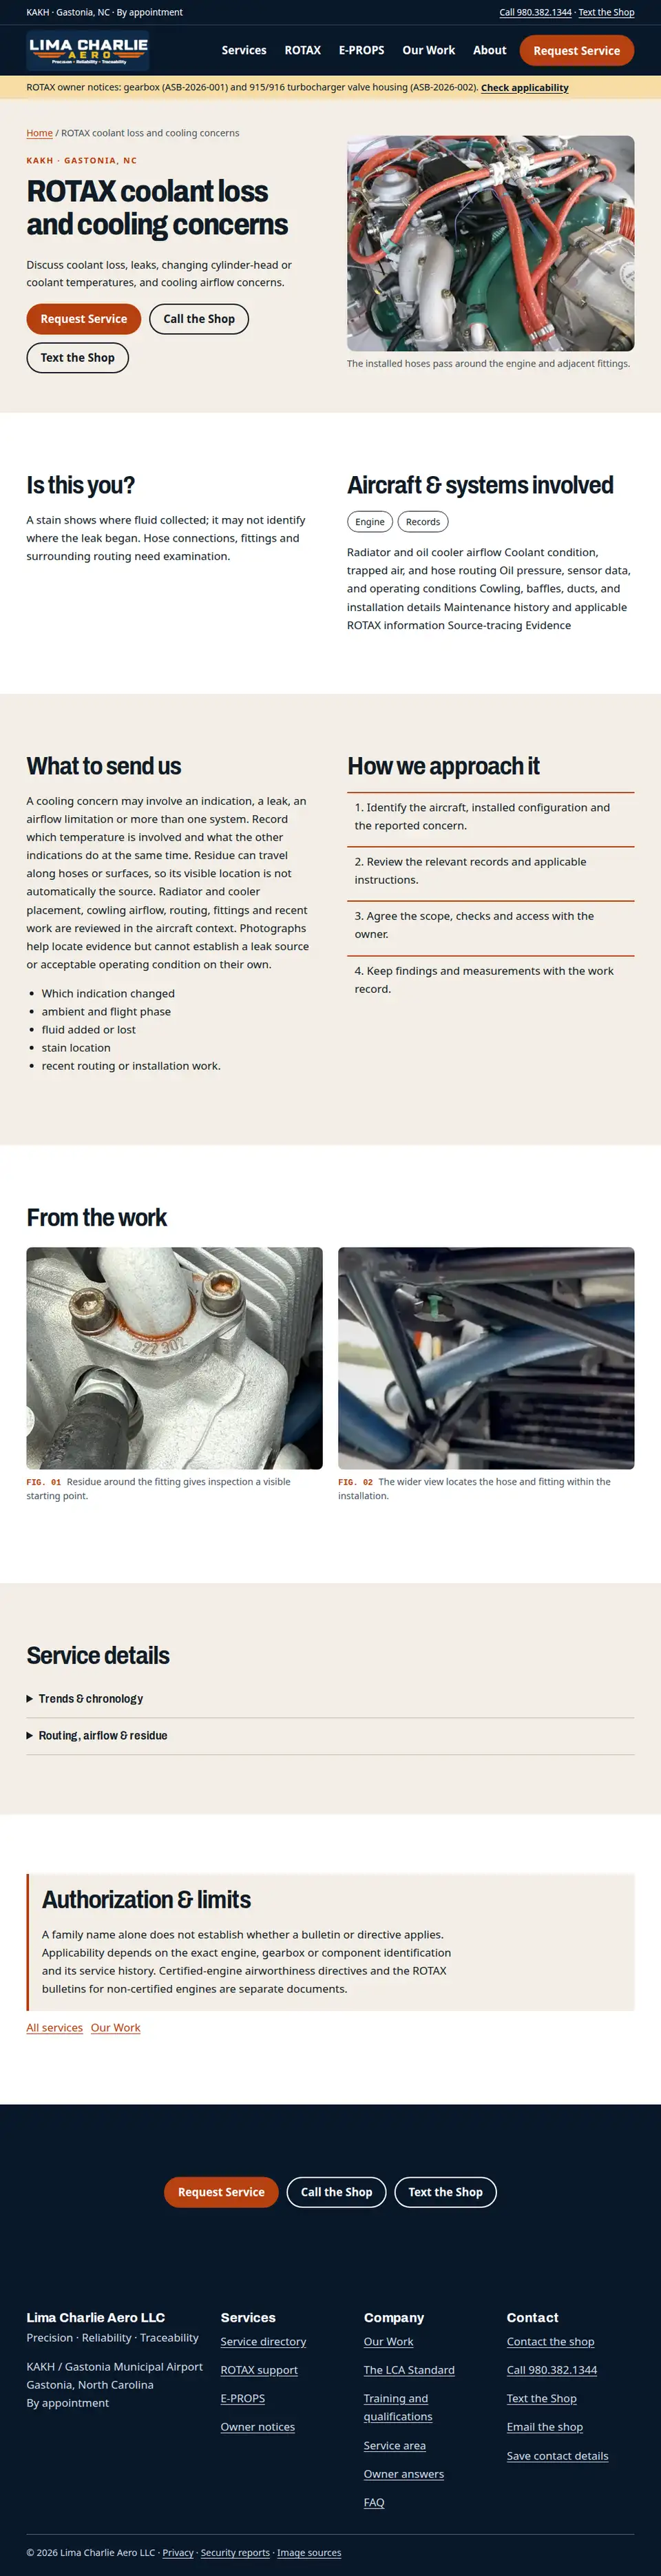 KAKH · Gastonia, NC · By appointment
Call 980.382.1344 · Text the Shop
LIMA CHARLIE
AERO
Precision • Reliability • Traceability
Services
ROTAX
E-PROPS
Our Work
About
Request Service
ROTAX owner notices: gearbox (ASB-2026-001) and 915/916 turbocharger valve housing (ASB-2026-002). Check applicability
Home / ROTAX coolant loss and cooling concerns
KAKH · GASTONIA, NC
ROTAX coolant loss
and cooling concerns
Discuss coolant loss, leaks, changing cylinder-head or
coolant temperatures, and cooling airflow concerns.
Request Service
Call the Shop
Text the Shop
The installed hoses pass around the engine and adjacent fittings.
Is this you?
A stain shows where fluid collected; it may not identify
where the leak began. Hose connections, fittings and
surrounding routing need examination.
Aircraft & systems involved
Engine
Records
Radiator and oil cooler airflow Coolant condition,
trapped air, and hose routing Oil pressure, sensor data,
and operating conditions Cowling, baffles, ducts, and
installation details Maintenance history and applicable
ROTAX information Source-tracing Evidence
What to send us
A cooling concern may involve an indication, a leak, an
airflow limitation or more than one system. Record
which temperature is involved and what the other
indications do at the same time. Residue can travel
along hoses or surfaces, so its visible location is not
automatically the source. Radiator and cooler
placement, cowling airflow, routing, fittings and recent
work are reviewed in the aircraft context. Photographs
help locate evidence but cannot establish a leak source
or acceptable operating condition on their own.
• Which indication changed
• ambient and flight phase
• fluid added or lost
• stain location
• recent routing or installation work.
How we approach it
1. Identify the aircraft, installed configuration and
the reported concern.
2. Review the relevant records and applicable
instructions.
3. Agree the scope, checks and access with the
owner.
4. Keep findings and measurements with the work
record.
From the work
922 302
FIG. 01 Residue around the fitting gives inspection a visible
starting point.
FIG. 02 The wider view locates the hose and fitting within the
installation.
Service details
Trends & chronology
Routing, airflow & residue
Authorization & limits
A family name alone does not establish whether a bulletin or directive applies.
Applicability depends on the exact engine, gearbox or component identification
and its service history. Certified-engine airworthiness directives and the ROTAX
bulletins for non-certified engines are separate documents.
All services
Our Work
Request Service
Call the Shop
Text the Shop
Lima Charlie Aero LLC
Precision · Reliability · Traceability
KAKH / Gastonia Municipal Airport
Gastonia, North Carolina
By appointment
Services
Service directory
ROTAX support
E-PROPS
Owner notices
Company
Our Work
The LCA Standard
Training and
qualifications
Service area
Owner answers
FAQ
Contact
Contact the shop
Call 980.382.1344
Text the Shop
Email the shop
Save contact details
© 2026 Lima Charlie Aero LLC · Privacy · Security reports · Image sources